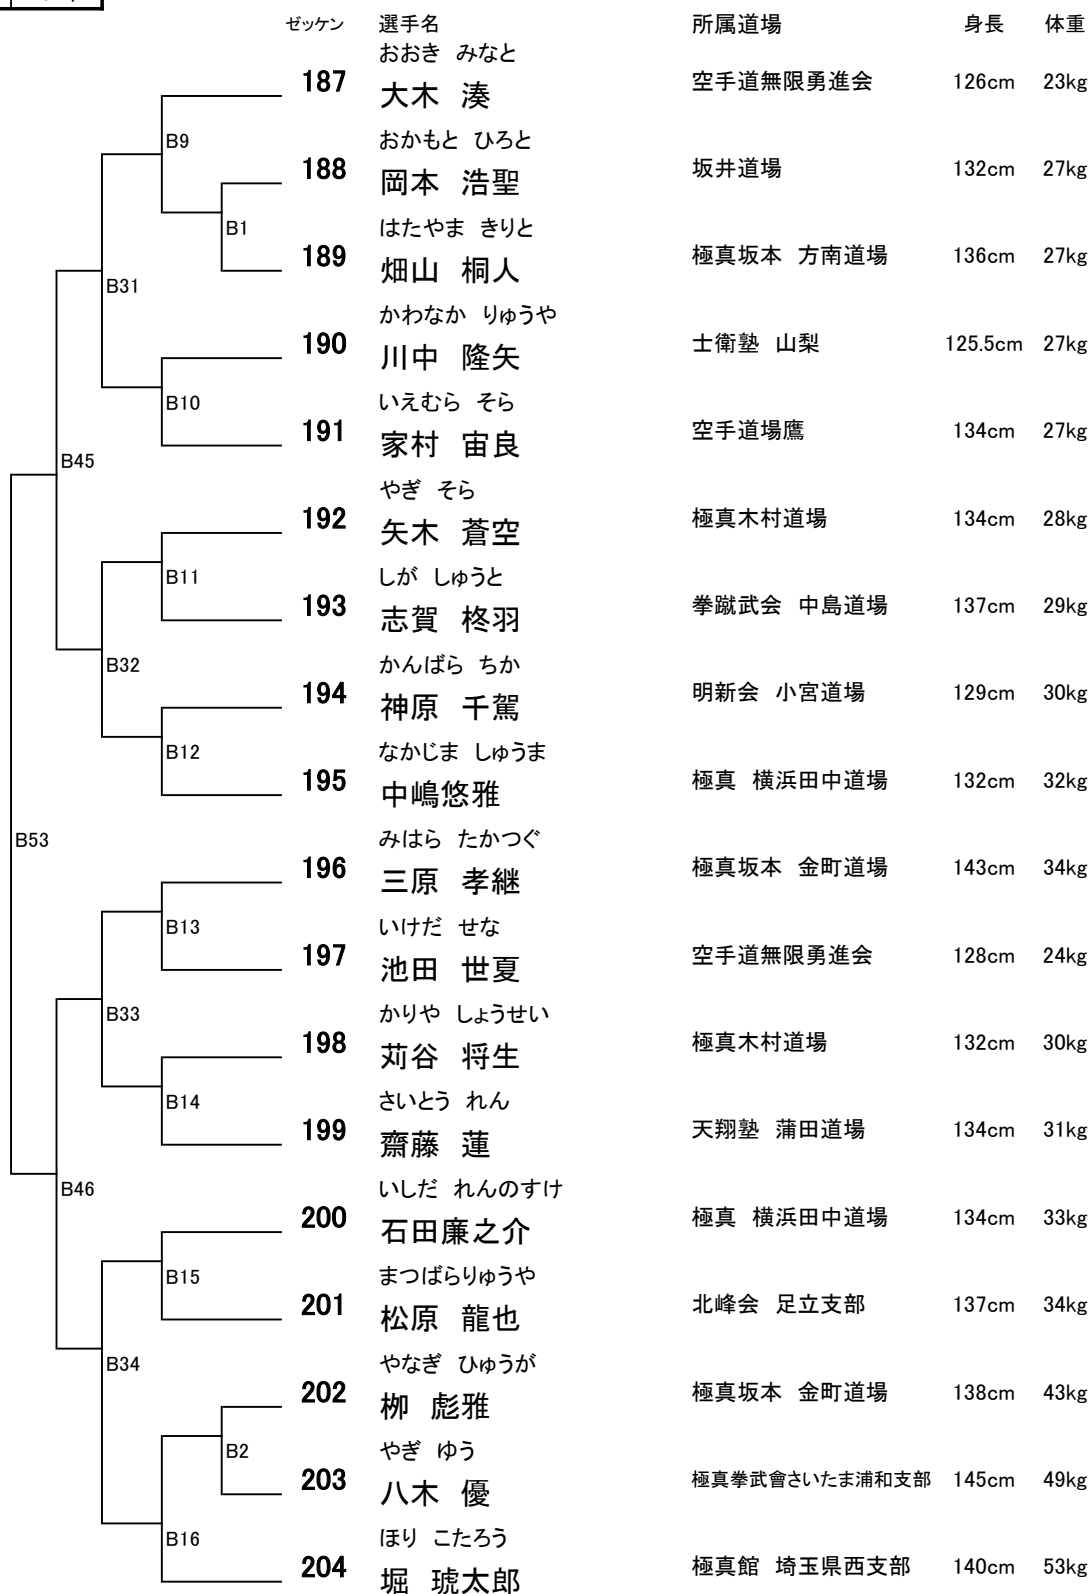 ゼッケン 選手名 所属道場 身長 体重
おおき みなと
187 大木 湊 空手道無限勇進会 126cm 23kg
B9
おかもと ひろと
188 岡本 浩聖 坂井道場 132cm 27kg
B1
はたやま きりと
189 畑山 桐人 極真坂本 方南道場 136cm 27kg
B31
かわなか りゅうや
190 川中 隆矢 士衛塾 山梨 125.5cm 27kg
B10
いえむら そら
191 家村 宙良 空手道場鷹 134cm 27kg
B45
やぎ そら
192 矢木 蒼空 極真木村道場 134cm 28kg
B11
しが しゅうと
193 志賀 柊羽 拳蹴武会 中島道場 137cm 29kg
B32
かんばら ちか
194 神原 千駕 明新会 小宮道場 129cm 30kg
B12
なかじま しゅうま
195 中嶋悠雅 極真 横浜田中道場 132cm 32kg
B53
みはら たかつぐ
196 三原 孝継 極真坂本 金町道場 143cm 34kg
B13
いけだ せな
197 池田 世夏 空手道無限勇進会 128cm 24kg
B33
かりや しょうせい
198 苅谷 将生 極真木村道場 132cm 30kg
B14
さいとう れん
199 齋藤 蓮 天翔塾 蒲田道場 134cm 31kg
B46
いしだ れんのすけ
200 石田廉之介 極真 横浜田中道場 134cm 33kg
B15
まつばらりゅうや
201 松原 龍也 北峰会 足立支部 137cm 34kg
B34
やなぎ ひゅうが
202 栁 彪雅 極真坂本 金町道場 138cm 43kg
B2
やぎ ゆう
203 八木 優 極真拳武會さいたま浦和支部 145cm 49kg
B16
ほり こたろう
204 堀 琥太郎 極真館 埼玉県西支部 140cm 53kg